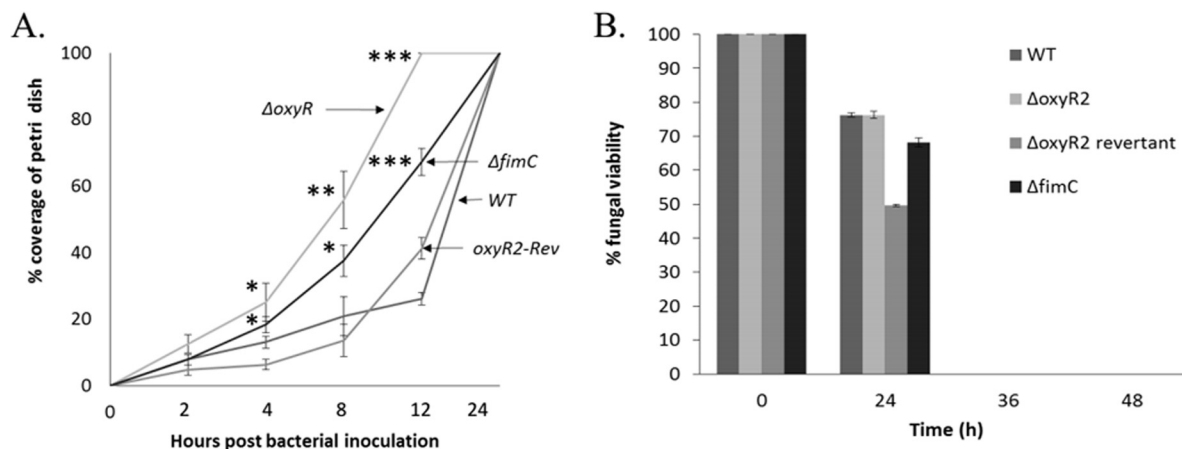 A.
% coverage of petri dish
100
80
60
40
20
0
***
ΔoxyR
**
***
ΔfimC
WT
*
oxyR2-Rev
*
*
0 2 4 8 12 24
Hours post bacterial inoculation
B.
% fungal viability
100
90
80
70
60
50
40
30
20
10
0
WT
ΔoxyR2
ΔoxyR2 revertant
ΔfimC
0 24 36 48
Time (h)